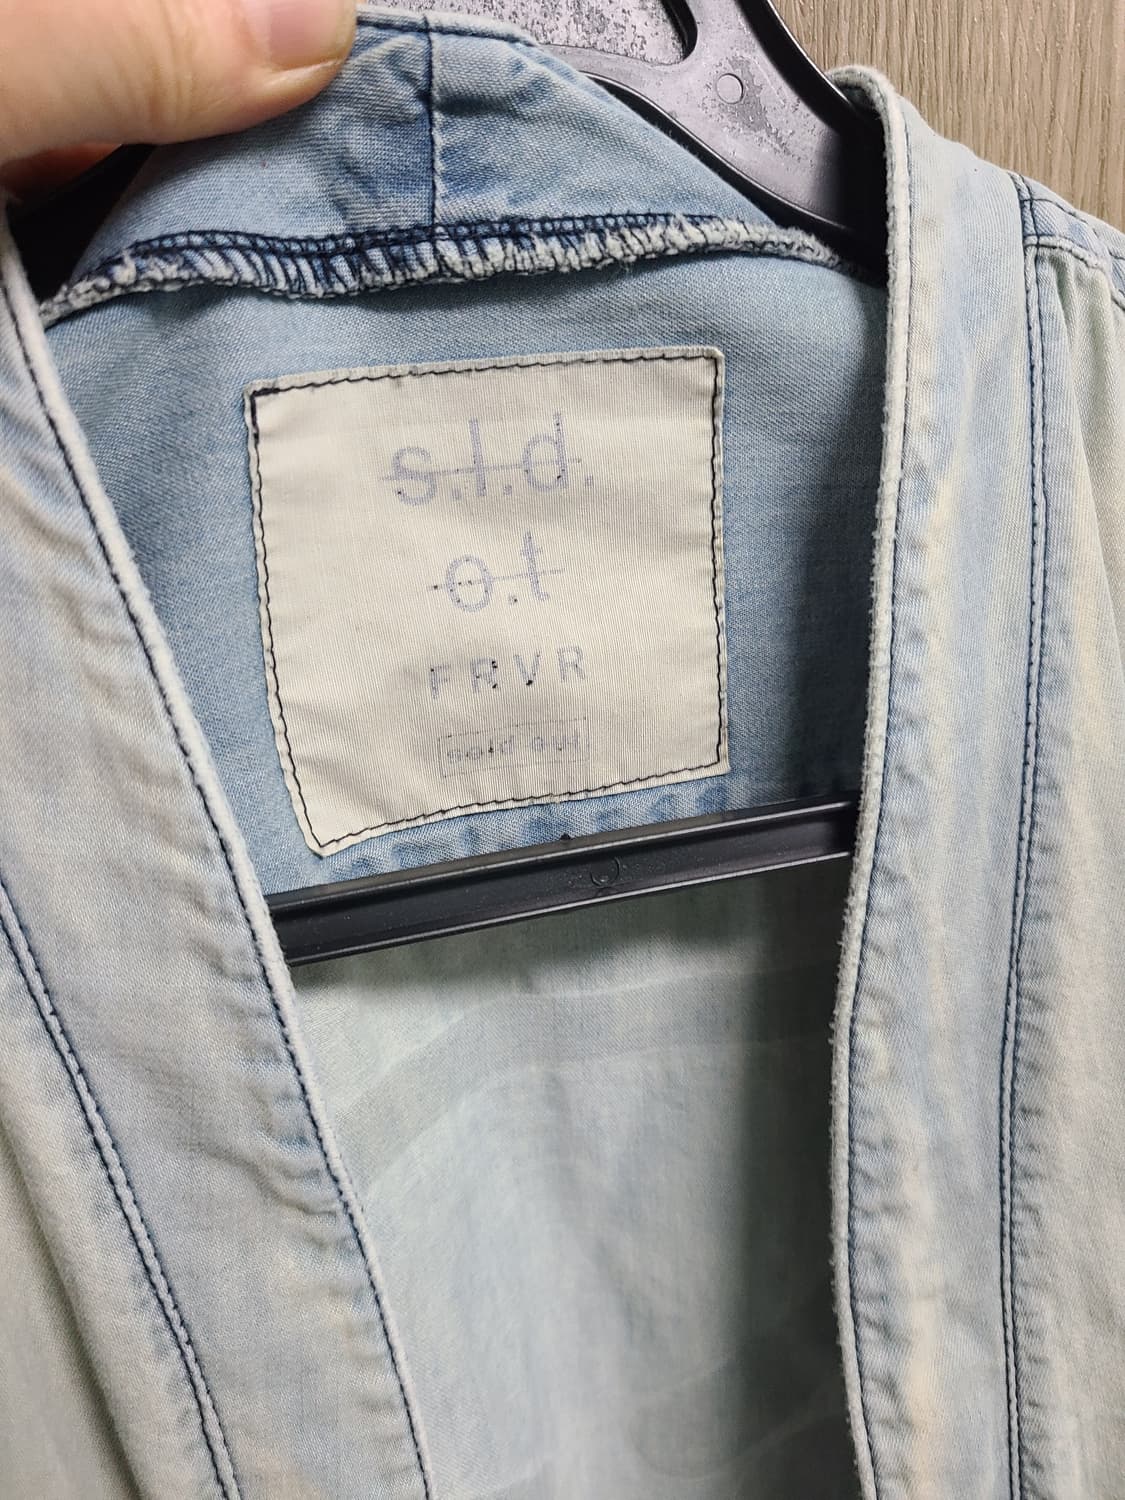 s.l.d.
o.t
FRVR
sold out